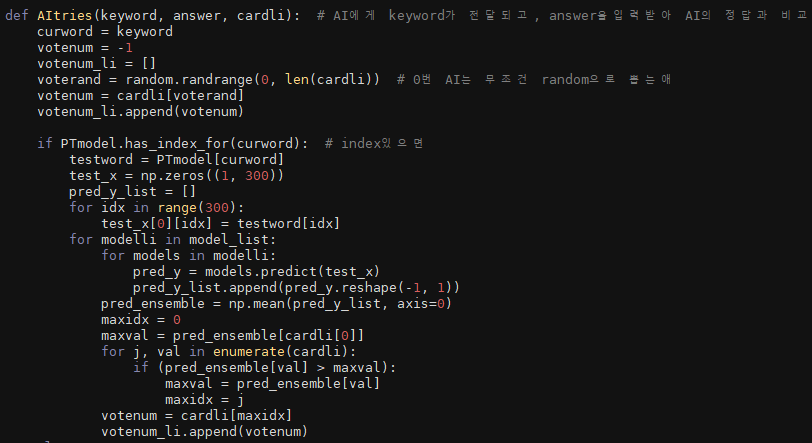 def AItries(keyword, answer, cardli):  # AI에게 keyword가 전달되고, answer을 입력받아 AI의 정답과 비교
    curword = keyword
    votenum = -1
    votenum_li = []
    voterand = random.randrange(0, len(cardli))  # 0번 AI는 무조건 random으로 뽑는애
    votenum = cardli[voterand]
    votenum_li.append(votenum)

    if PTmodel.has_index_for(curword):  # index있으면
        testword = PTmodel[curword]
        test_x = np.zeros((1, 300))
        pred_y_list = []
        for idx in range(300):
            test_x[0][idx] = testword[idx]
        for modelli in model_list:
            for models in modelli:
                pred_y = models.predict(test_x)
                pred_y_list.append(pred_y.reshape(-1, 1))
            pred_ensemble = np.mean(pred_y_list, axis=0)
            maxidx = 0
            maxval = pred_ensemble[cardli[0]]
            for j, val in enumerate(cardli):
                if (pred_ensemble[val] > maxval):
                    maxval = pred_ensemble[val]
                    maxidx = j
            votenum = cardli[maxidx]
            votenum_li.append(votenum)